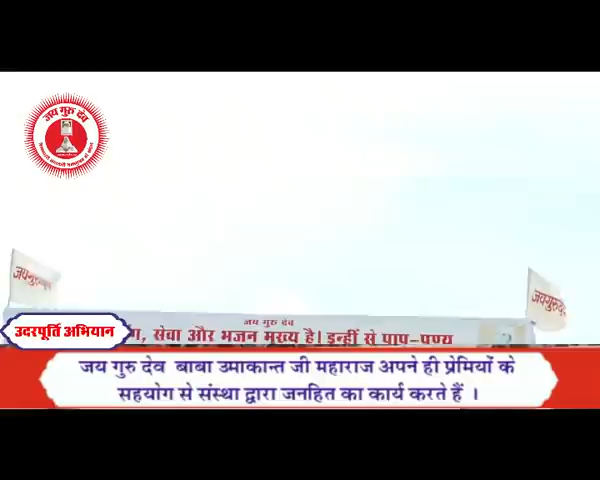 जय गुरु देव
जयगुरुदेव
जयगुरुदेव
जय गुरु देव
सेवा और भजन मुख्य है। इन्हीं से पाप-पुण्य
उदरपूर्ति अभियान
जय गुरु देव बाबा उमाकान्त जी महाराज अपने ही प्रेमियों के
सहयोग से संस्था द्वारा जनहित का कार्य करते हैं ।